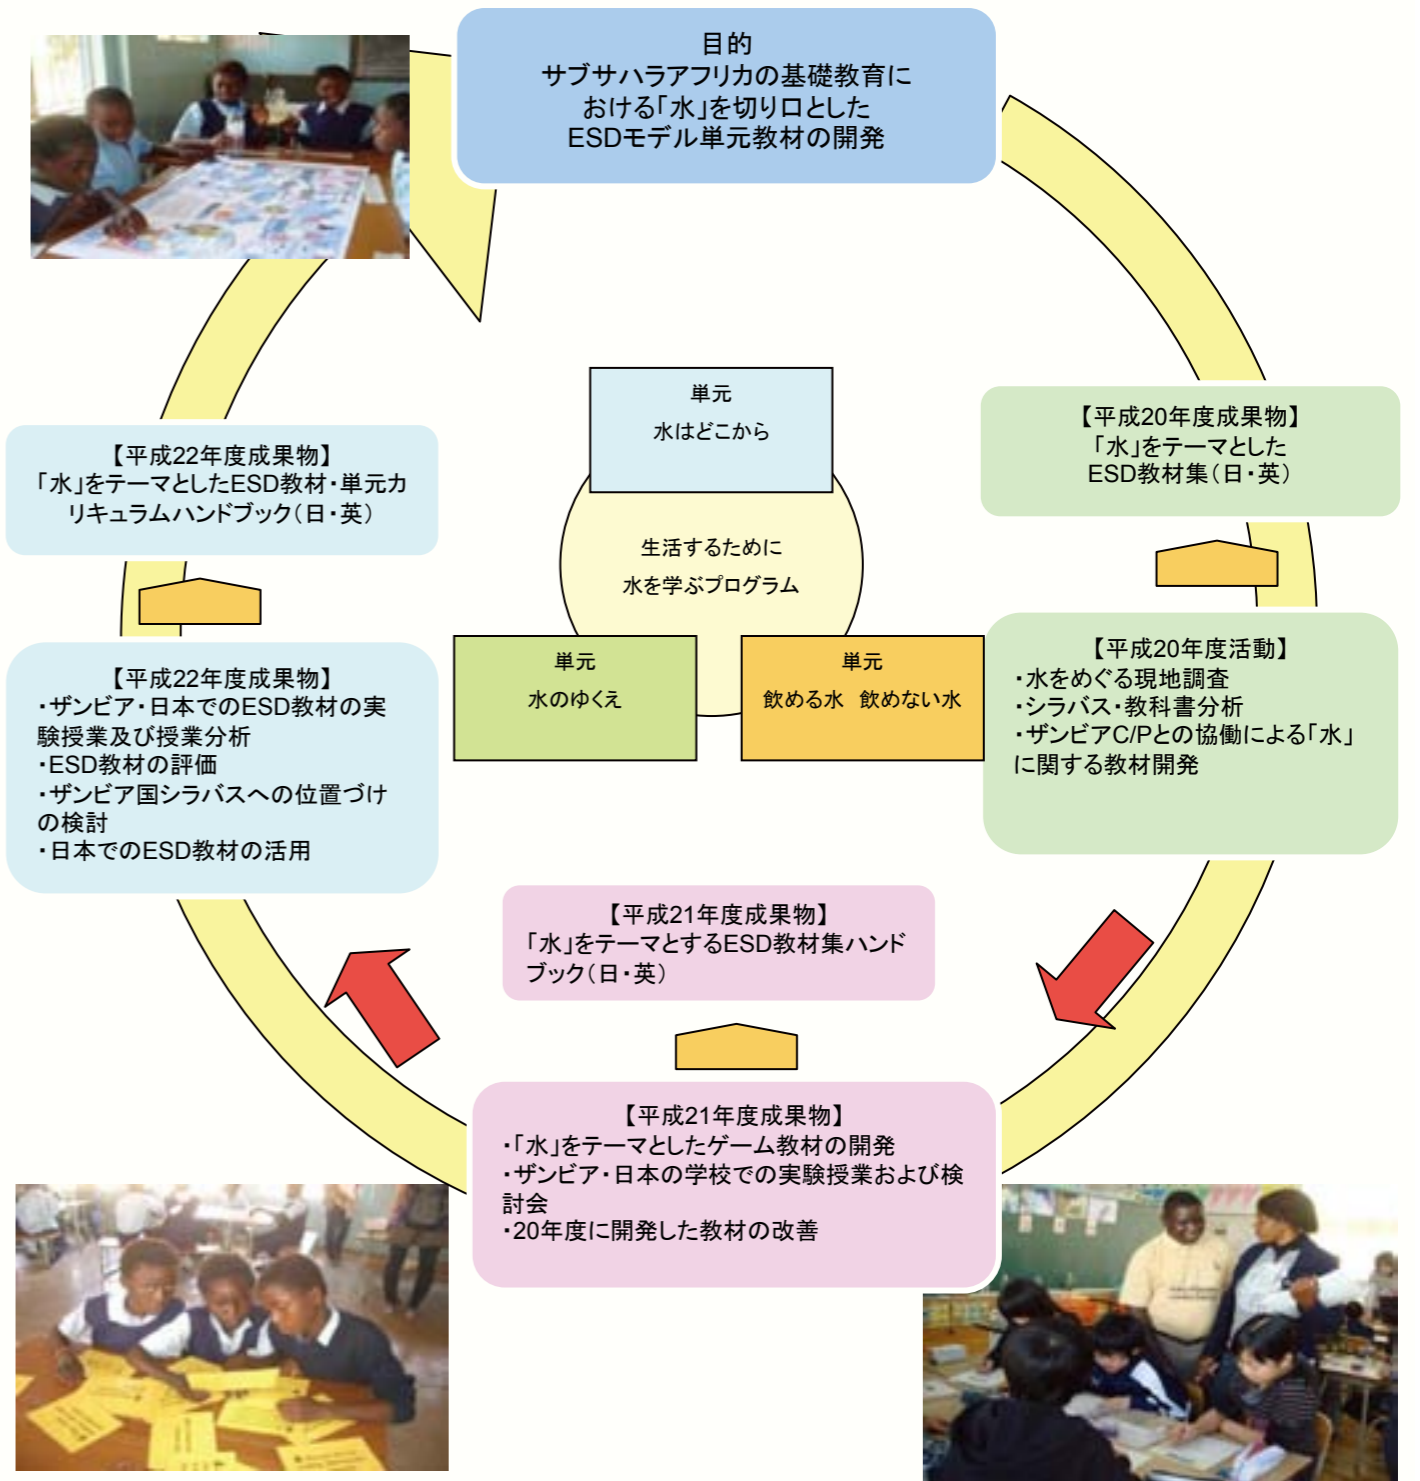 目的
サブサハラアフリカの基礎教育に
おける「水」を切り口とした
ESDモデル単元教材の開発
単元
水はどこから
生活するために
水を学ぶプログラム
単元
水のゆくえ
単元
飲める水　飲めない水
【平成20年度成果物】
「水」をテーマとした
ESD教材集（日・英）
【平成20年度活動】
・水をめぐる現地調査
・シラバス・教科書分析
・ザンビアC/Pとの協働による「水」
に関する教材開発
【平成21年度成果物】
「水」をテーマとするESD教材集ハンド
ブック（日・英）
【平成21年度成果物】
・「水」をテーマとしたゲーム教材の開発
・ザンビア・日本の学校での実験授業および検
討会
・20年度に開発した教材の改善
【平成22年度成果物】
「水」をテーマとしたESD教材・単元カ
リキュラムハンドブック（日・英）
【平成22年度成果物】
・ザンビア・日本でのESD教材の実
験授業及び授業分析
・ESD教材の評価
・ザンビア国シラバスへの位置づけ
の検討
・日本でのESD教材の活用